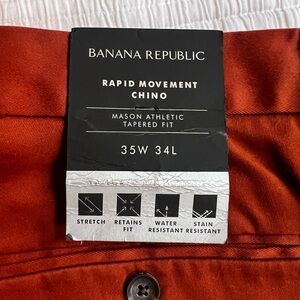 BANANA REPUBLIC
RAPID MOVEMENT
CHINO
MASON ATHLETIC
TAPERED FIT
35W 34L
STRETCH
RETAINS
FIT
WATER
RESISTANT
STAIN
RESISTANT